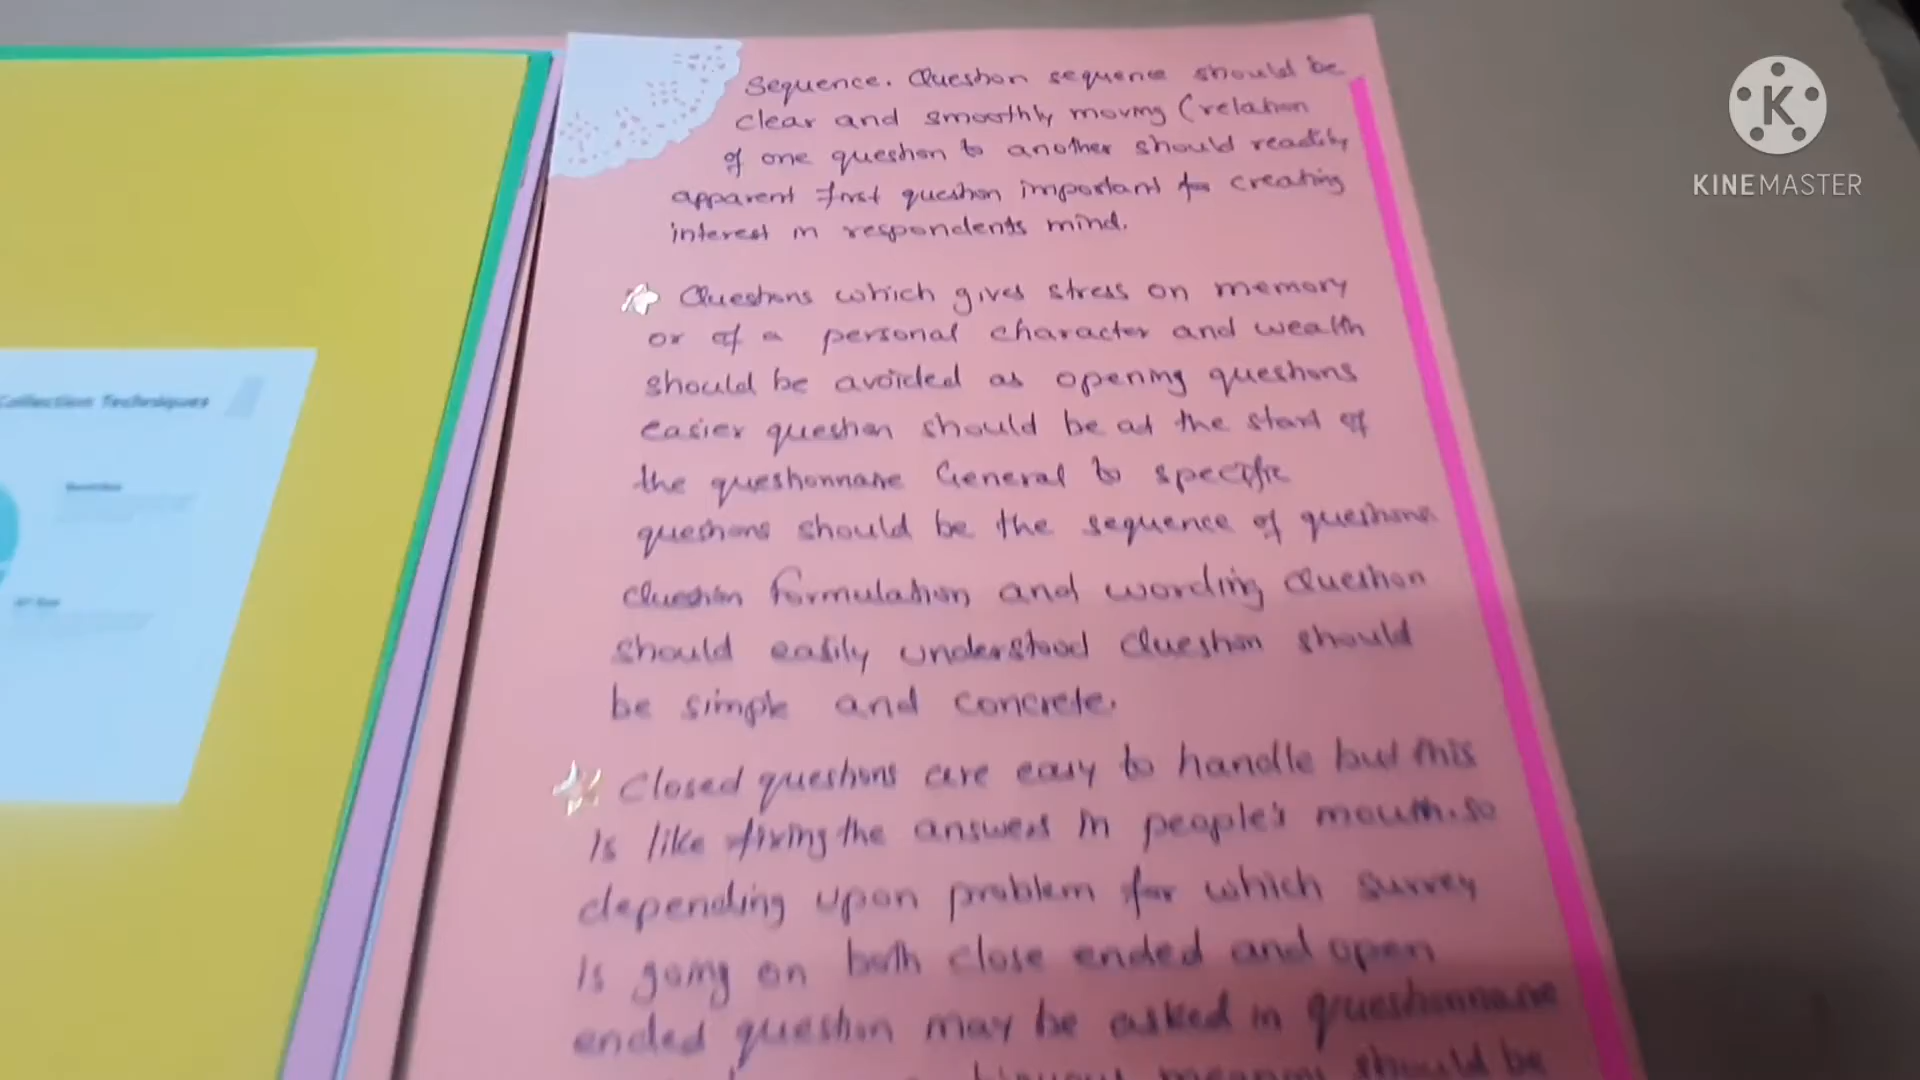 Sequence. Question sequence should be
clear and smoothly moving (relation
of one question to another should readily
apparent first question important for creating
interest in respondents mind.
Questions which gives stress on memory
or of a personal character and wealth
should be avoided as opening questions
easier question should be at the start of
the questionnaire General to specific
questions should be the sequence of questions
Question formulation and wording Question
should easily understood Question should
be simple and concrete.
Closed questions are easy to handle but this
is like fixing the answers in people's mouth. so
depending upon problem for which survey
is going on both close ended and open
ended question may be asked in questionnaire
meaning should be
Collection Techniques
KINEMASTER